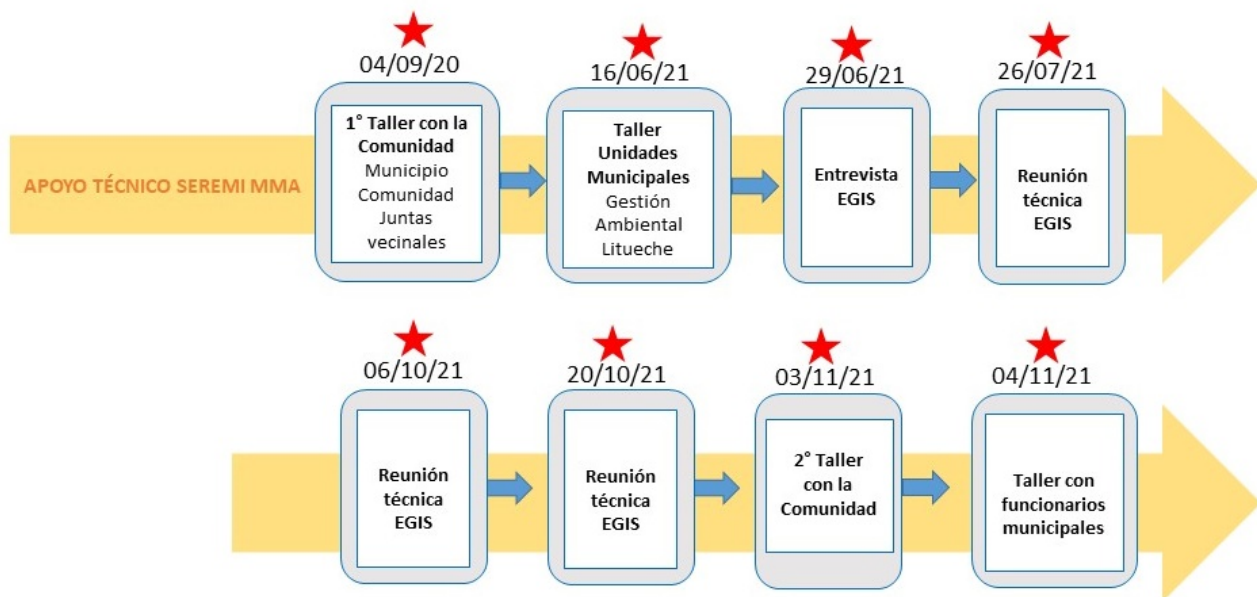 04/09/20
16/06/21
29/06/21
26/07/21
APOYO TÉCNICO SEREMI MMA
1° Taller con la
Comunidad
Municipio
Comunidad
Juntas
vecinales
Taller
Unidades
Municipales
Gestión
Ambiental
Litueche
Entrevista
EGIS
Reunión
técnica
EGIS
06/10/21
20/10/21
03/11/21
04/11/21
Reunión
técnica
EGIS
Reunión
técnica
EGIS
2° Taller
con la
Comunidad
Taller con
funcionarios
municipales